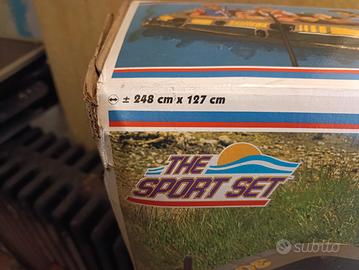 ± 248 cm x 127 cm
THE
SPORT SET
subito